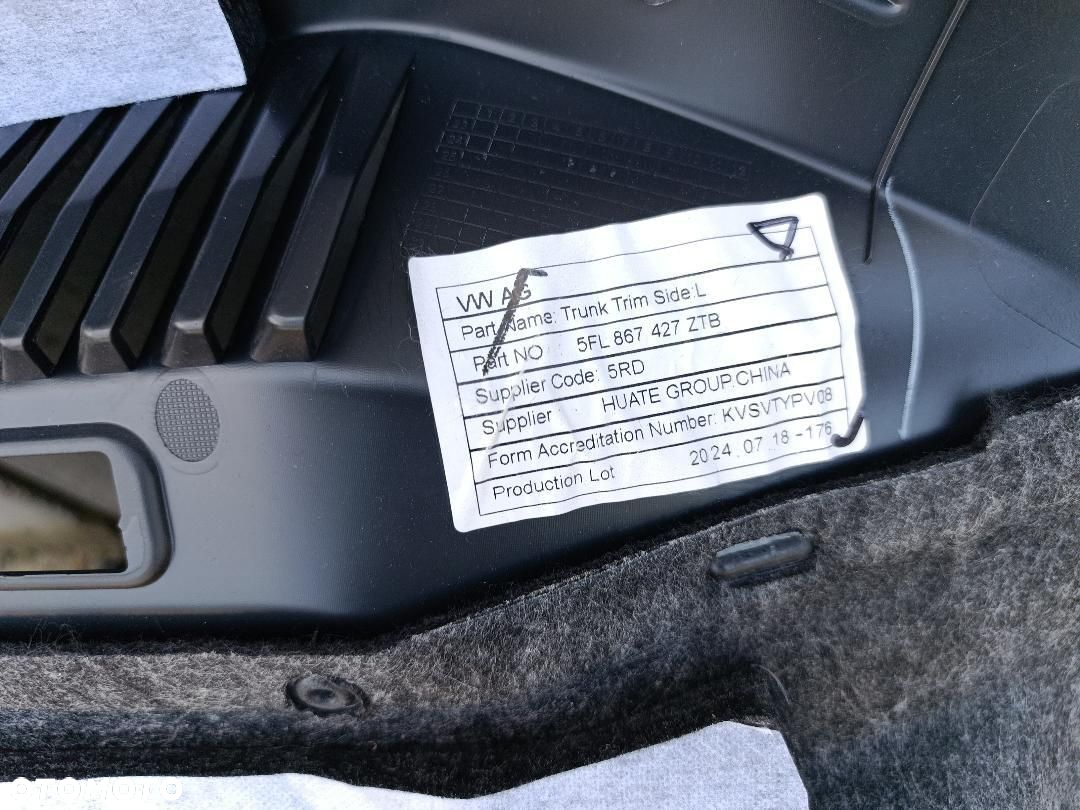 VW AG
Part Name: Trunk Trim Side:L
Part NO : 5FL 867 427 ZTB
Supplier Code: 5RD
Supplier : HUATE GROUP.CHINA
Form Accreditation Number: KVSVTYPV08
Production Lot 2024.07.18-176